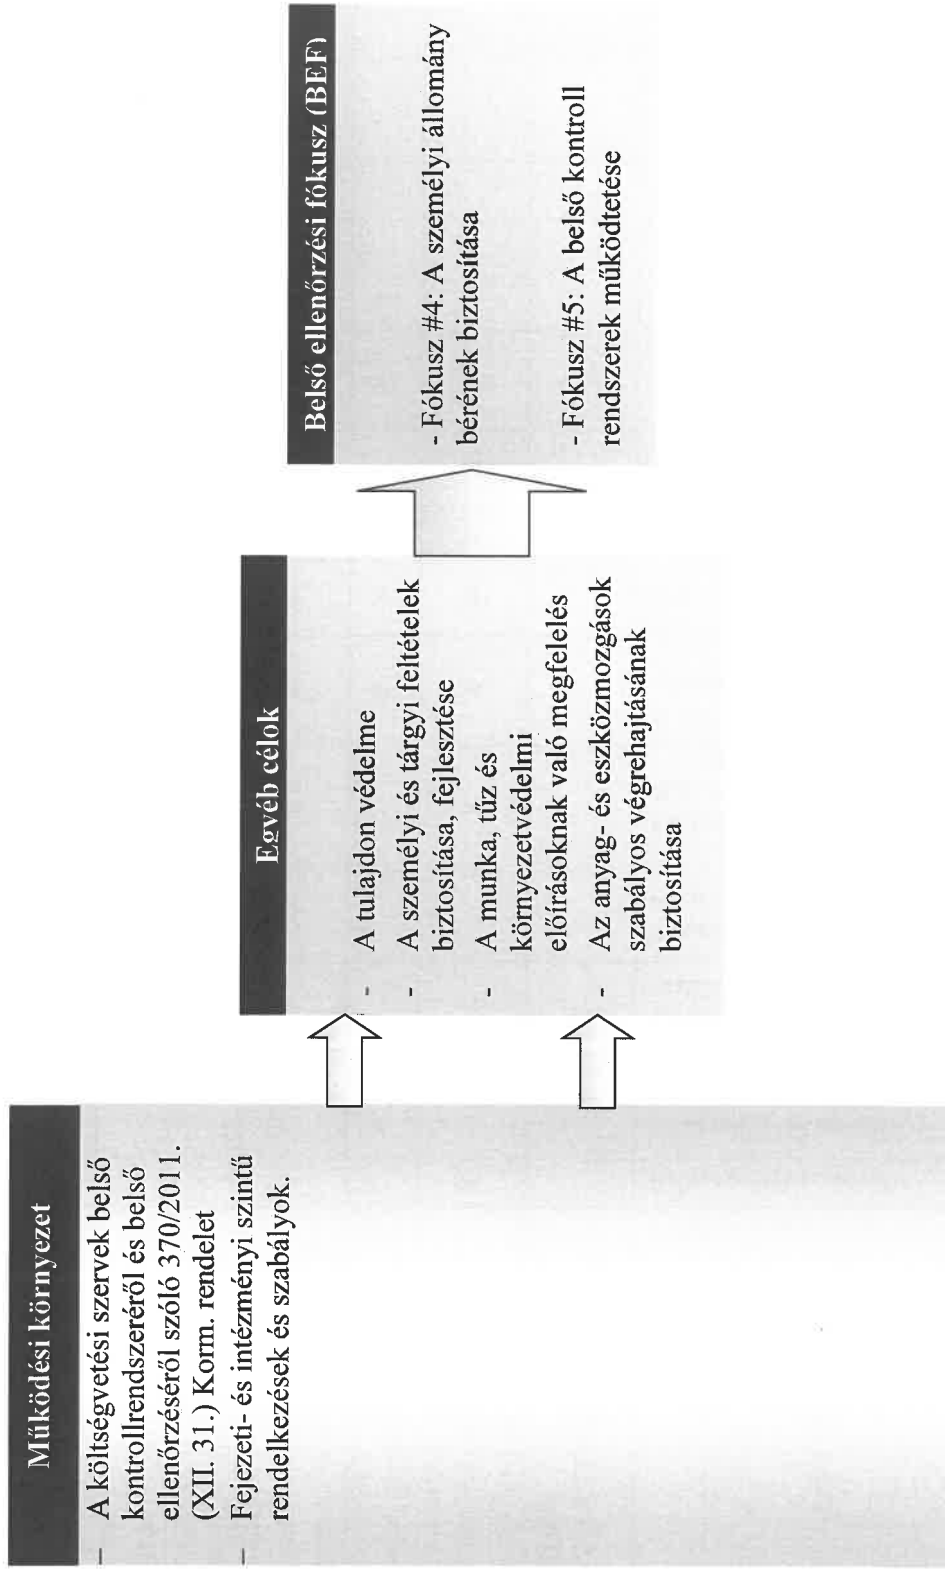 Működési környezet
– A költségvetési szervek belső
kontrollrendszeréről és belső
ellenőrzéséről szóló 370/2011.
(XII. 31.) Korm. rendelet
– Fejezeti- és intézményi szintű
rendelkezések és szabályok.
Egyéb célok
- A tulajdon védelme
- A személyi és tárgyi feltételek
biztosítása, fejlesztése
- A munka, tűz és
környezetvédelmi
előírásoknak való megfelelés
- Az anyag- és eszközmozgások
szabályos végrehajtásának
biztosítása
Belső ellenőrzési fókusz (BEF)
- Fókusz #4: A személyi állomány
bérének biztosítása
- Fókusz #5: A belső kontroll
rendszerek működtetése